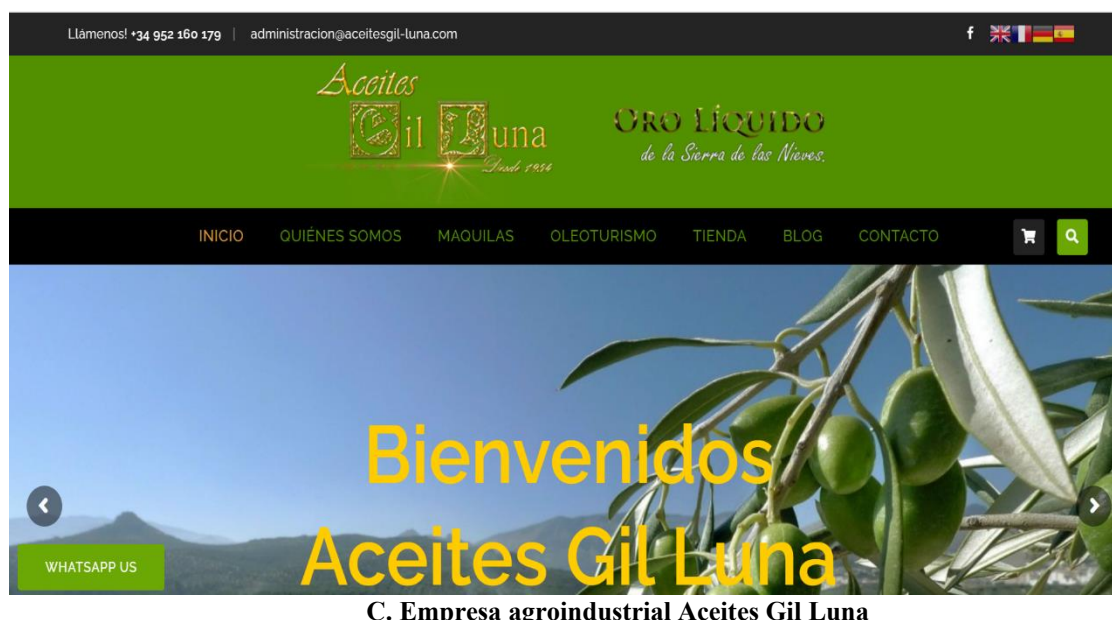 Llámenos! +34 952 160 179 | administracion@aceitesgil-luna.com
Aceites
Gil Luna
Desde 1954
ORO LÍQUIDO
de la Sierra de las Nieves.
INICIO QUIÉNES SOMOS MAQUILAS OLEOTURISMO TIENDA BLOG CONTACTO
Bienvenidos
Aceites Gil Luna
WHATSAPP US
C. Empresa agroindustrial Aceites Gil Luna